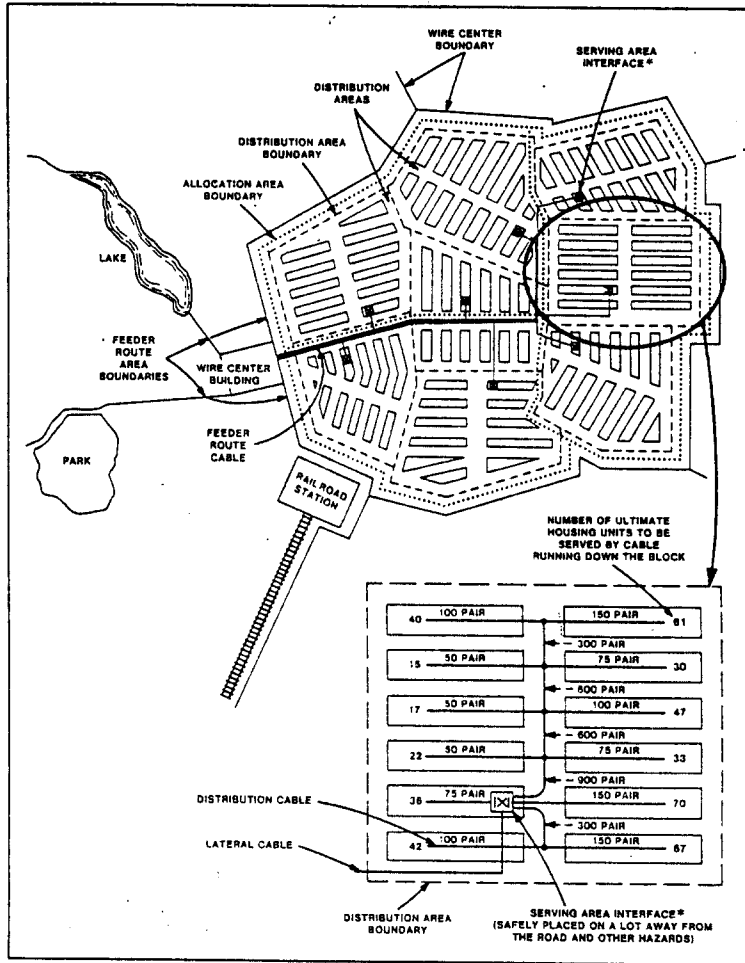 WIRE CENTER
BOUNDARY
SERVING AREA
INTERFACE*
DISTRIBUTION
AREAS
DISTRIBUTION AREA
BOUNDARY
ALLOCATION AREA
BOUNDARY
LAKE
FEEDER
ROUTE
AREA
BOUNDARIES
WIRE CENTER
BUILDING
FEEDER
ROUTE
CABLE
PARK
RAILROAD
STATION
NUMBER OF ULTIMATE
HOUSING UNITS TO BE
SERVED BY CABLE
RUNNING DOWN THE BLOCK
40 100 PAIR
150 PAIR 61
300 PAIR
15 50 PAIR
75 PAIR 30
600 PAIR
17 50 PAIR
100 PAIR 47
600 PAIR
22 50 PAIR
75 PAIR 33
900 PAIR
36 75 PAIR
150 PAIR 70
300 PAIR
42 100 PAIR
150 PAIR 67
DISTRIBUTION CABLE
LATERAL CABLE
DISTRIBUTION AREA
BOUNDARY
SERVING AREA INTERFACE*
(SAFELY PLACED ON A LOT AWAY FROM
THE ROAD AND OTHER HAZARDS)